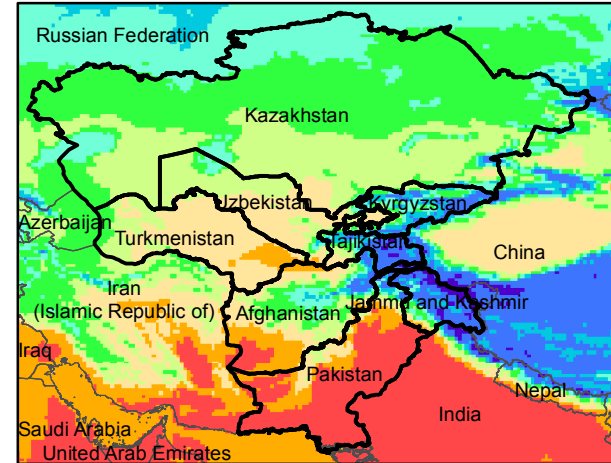 Russian Federation
Kazakhstan
Uzbekistan
Kyrgyzstan
Azerbaijan
Turkmenistan
Tajikistan
China
Iran
(Islamic Republic of)
Afghanistan
Jammu and Kashmir
Iraq
Pakistan
Nepal
India
Saudi Arabia
United Arab Emirates